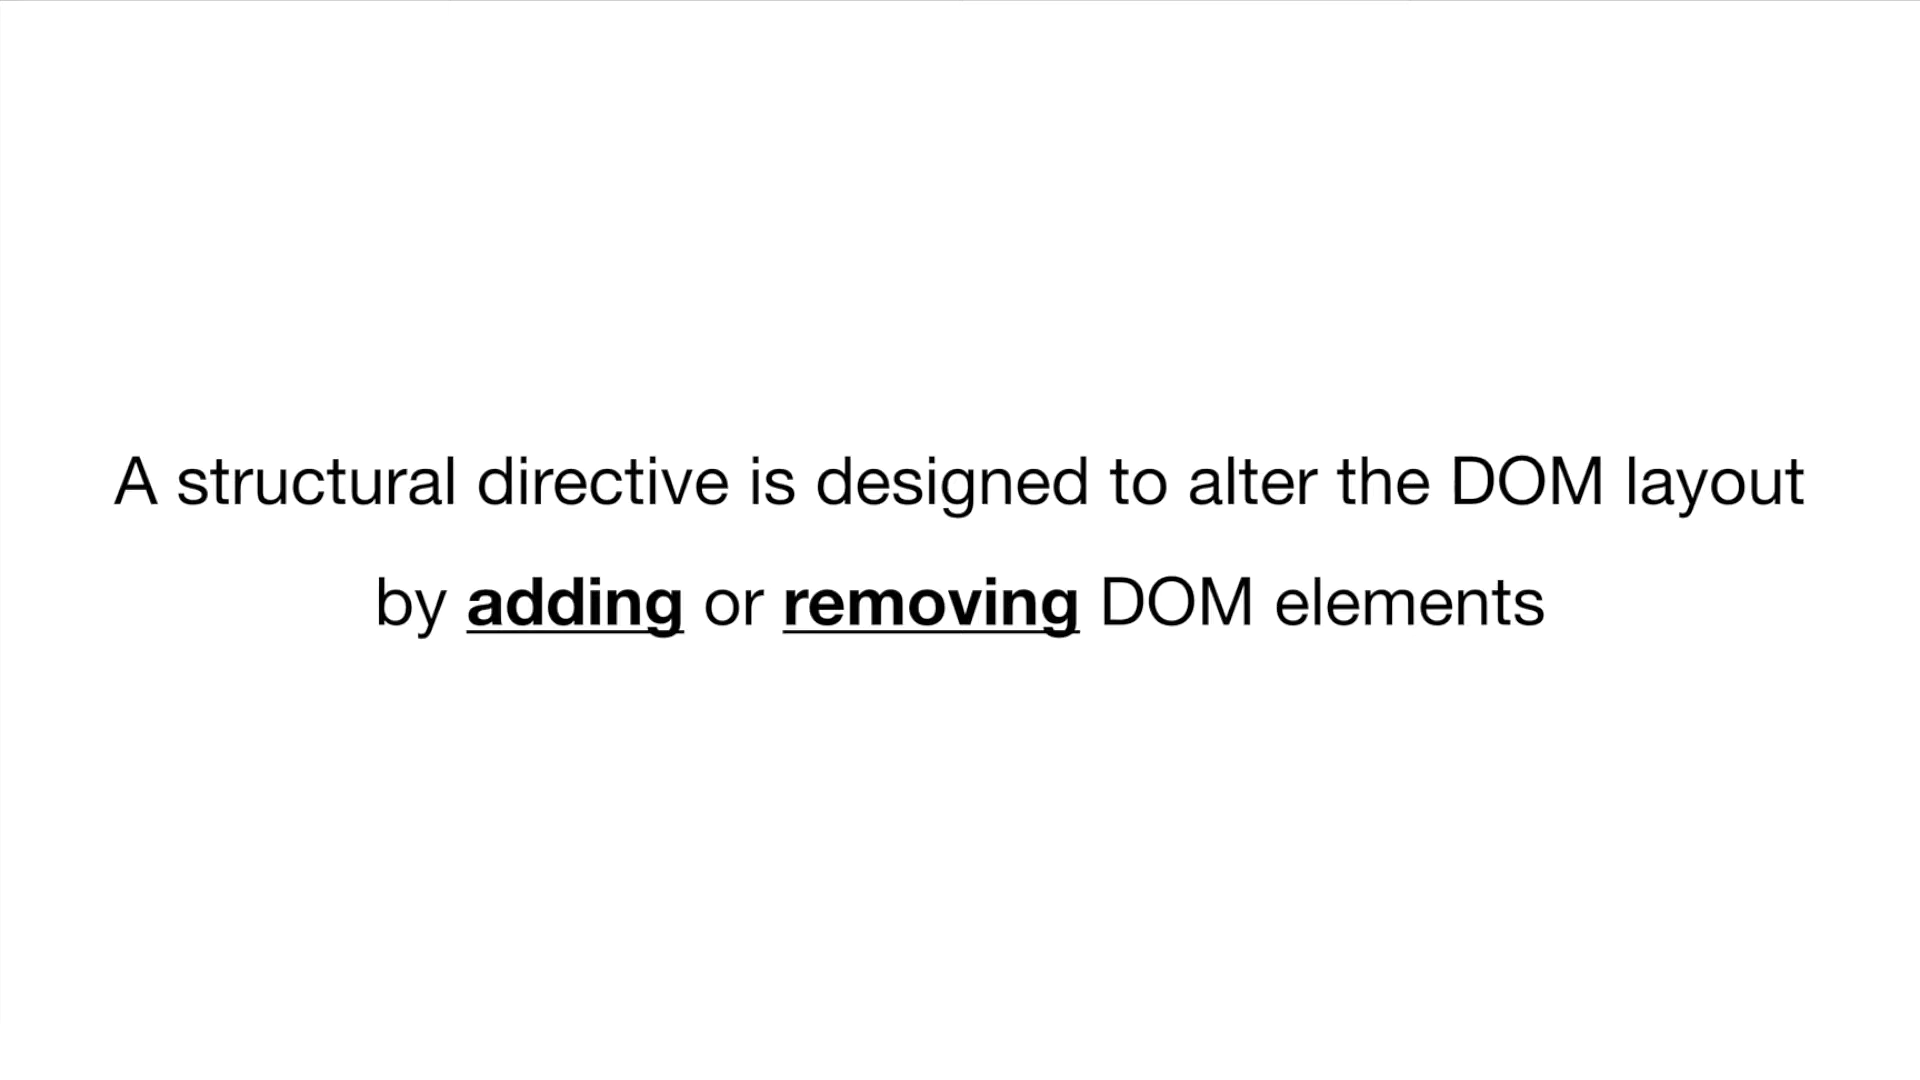 A structural directive is designed to alter the DOM layout
by adding or removing DOM elements